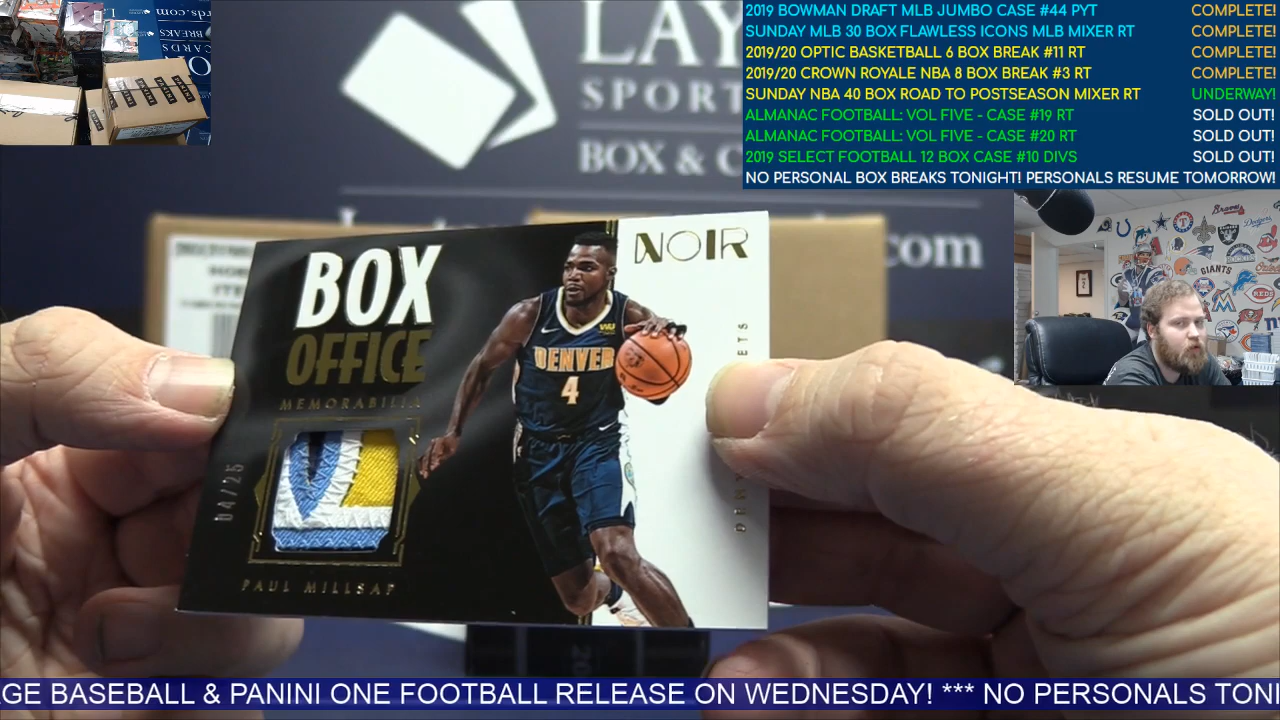 2019 BOWMAN DRAFT MLB JUMBO CASE #44 PYT COMPLETE!
SUNDAY MLB 30 BOX FLAWLESS ICONS MLB MIXER RT COMPLETE!
2019/20 OPTIC BASKETBALL 6 BOX BREAK #11 RT COMPLETE!
2019/20 CROWN ROYALE NBA 8 BOX BREAK #3 RT COMPLETE!
SUNDAY NBA 40 BOX ROAD TO POSTSEASON MIXER RT UNDERWAY!
ALMANAC FOOTBALL: VOL FIVE - CASE #19 RT SOLD OUT!
ALMANAC FOOTBALL: VOL FIVE - CASE #20 RT SOLD OUT!
2019 SELECT FOOTBALL 12 BOX CASE #10 DIVS SOLD OUT!
NO PERSONAL BOX BREAKS TONIGHT! PERSONALS RESUME TOMORROW!
LAY
SPORT
BOX & C
.com
NOIR
BOX
OFFICE
MEMORABILIA
DENVER
4
04/25
PAUL MILLSAP
GIANTS
Braves
Dodgers
REDS
GE BASEBALL & PANINI ONE FOOTBALL RELEASE ON WEDNESDAY! *** NO PERSONALS TONI